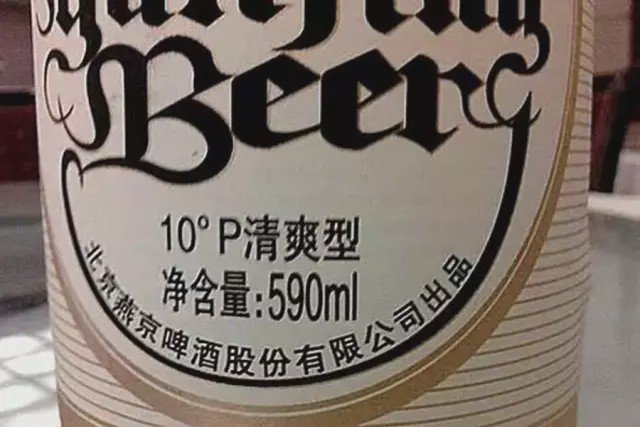 Yanjing
Beer
10° P清爽型
净含量:590ml
北京燕京啤酒股份有限公司出品